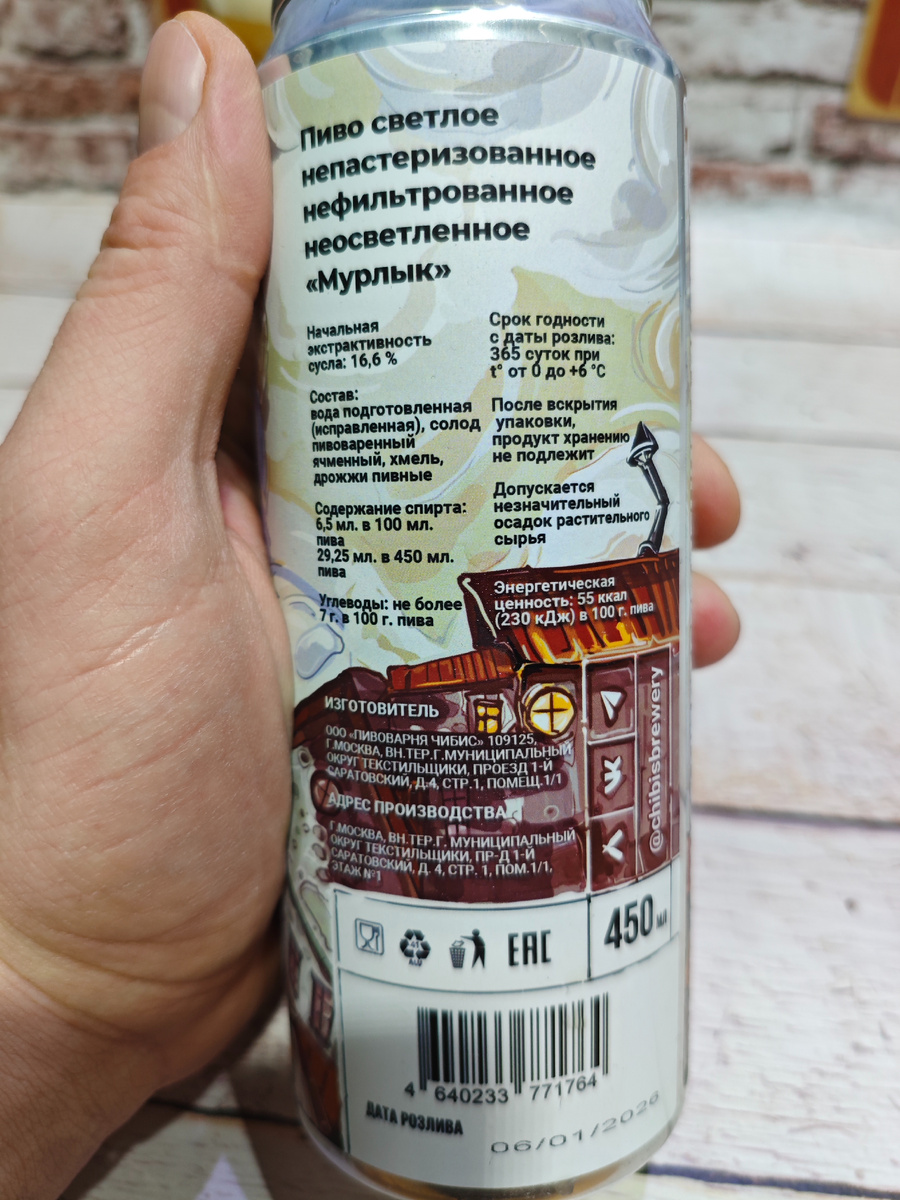 Пиво светлое
непастеризованное
нефильтрованное
неосветленное
«Мурлык»
Начальная
экстрактивность
сусла: 16,6 %
Состав:
вода подготовленная
(исправленная), солод
пивоваренный
ячменный, хмель,
дрожжи пивные
Содержание спирта:
6,5 мл. в 100 мл.
пива
29,25 мл. в 450 мл.
пива
Углеводы: не более
7 г. в 100 г. пива
Срок годности
с даты розлива:
365 суток при
t° от 0 до +6 °С
После вскрытия
упаковки,
продукт хранению
не подлежит
Допускается
незначительный
осадок растительного
сырья
Энергетическая
ценность: 55 ккал
(230 кДж) в 100 г. пива
ИЗГОТОВИТЕЛЬ
ООО «ПИВОВАРНЯ ЧИБИС» 109125,
Г.МОСКВА, ВН.ТЕР.Г.МУНИЦИПАЛЬНЫЙ
ОКРУГ ТЕКСТИЛЬЩИКИ, ПРОЕЗД 1-Й
САРАТОВСКИЙ, Д.4, СТР.1, ПОМЕЩ.1/1
АДРЕС ПРОИЗВОДСТВА
Г.МОСКВА, ВН.ТЕР.Г. МУНИЦИПАЛЬНЫЙ
ОКРУГ ТЕКСТИЛЬЩИКИ, ПР-Д 1-Й
САРАТОВСКИЙ, Д. 4, СТР. 1, ПОМ.1/1,
ЭТАЖ №1
@chibisbrewery
41
ALU
EAC
450 мл
4 640233 771764
ДАТА РОЗЛИВА
06/01/2026